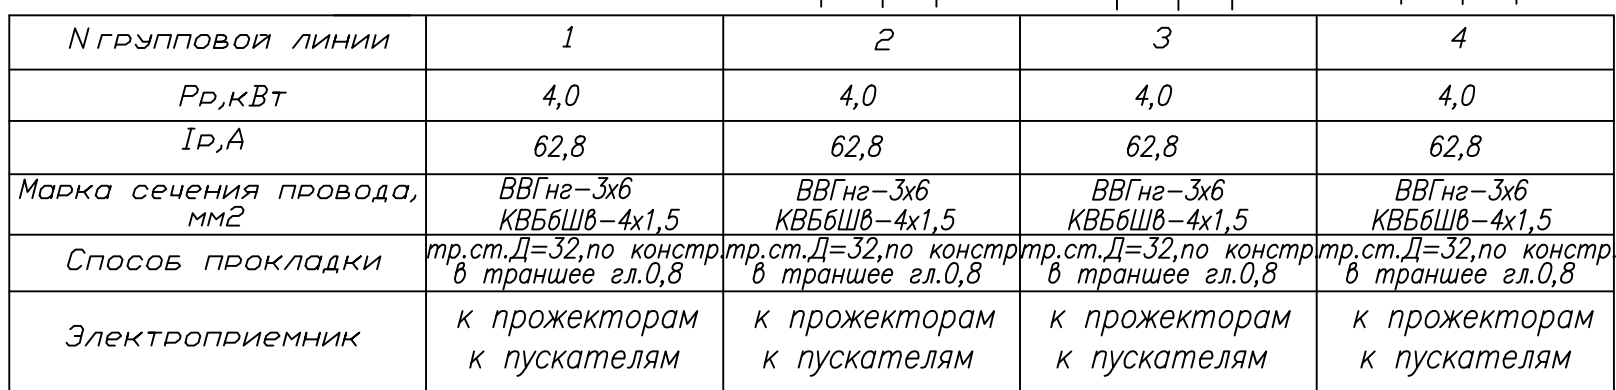 N групповой линии 1 2 3 4
Рр,кВт 4,0 4,0 4,0 4,0
Iр,А 62,8 62,8 62,8 62,8
Марка сечения провода, ВВГнг-3х6 ВВГнг-3х6 ВВГнг-3х6 ВВГнг-3х6
мм2 КВБбШв-4х1,5 КВБбШв-4х1,5 КВБбШв-4х1,5 КВБбШв-4х1,5
Способ прокладки тр.ст.Д=32,по констр. тр.ст.Д=32,по констр. тр.ст.Д=32,по констр. тр.ст.Д=32,по констр.
в траншее гл.0,8 в траншее гл.0,8 в траншее гл.0,8 в траншее гл.0,8
Электроприемник к прожекторам к прожекторам к прожекторам к прожекторам
к пускателям к пускателям к пускателям к пускателям